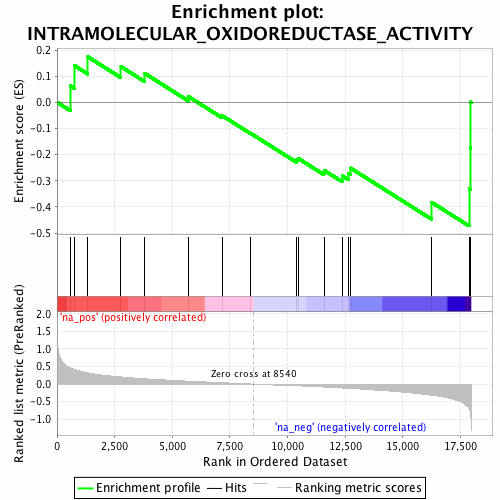 Enrichment plot:
INTRAMOLECULAR_OXIDOREDUCTASE_ACTIVITY
Enrichment score (ES)
0.2
0.1
0.0
-0.1
-0.2
-0.3
-0.4
-0.5
'na_pos' (positively correlated)
Ranked list metric (PreRanked)
2.0
1.5
1.0
0.5
0.0
-0.5
-1.0
Zero cross at 8540
'na_neg' (negatively correlated)
0 2,500 5,000 7,500 10,000 12,500 15,000 17,500
Rank in Ordered Dataset
Enrichment profile Hits Ranking metric scores